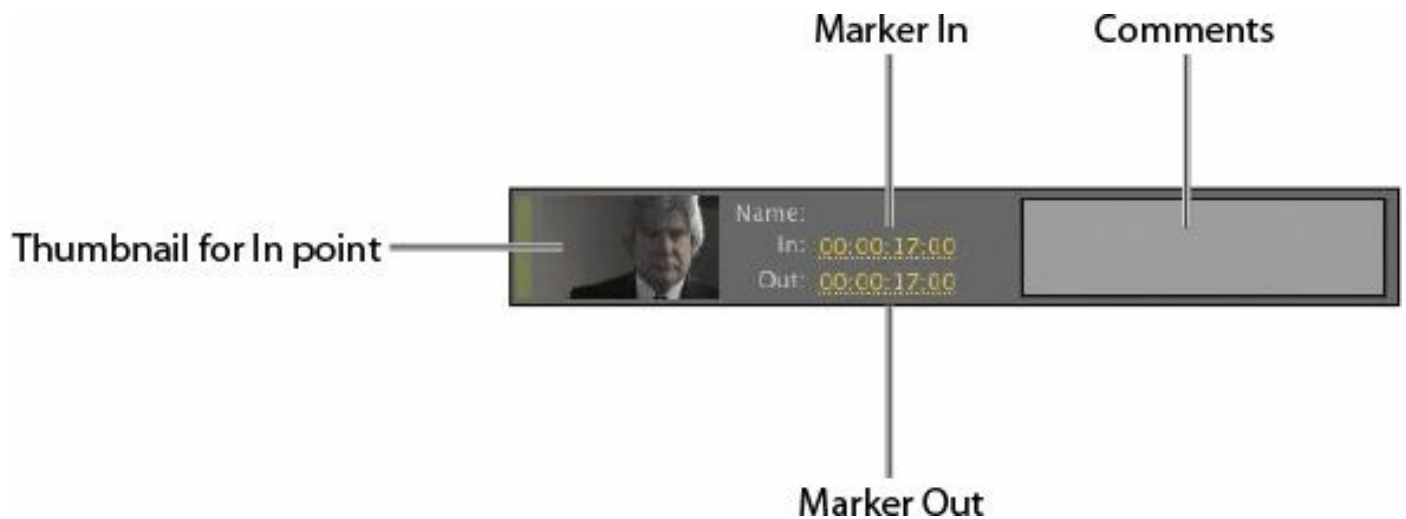 Marker In
Comments
Thumbnail for In point
Name:
In: 00:00:17:00
Out: 00:00:17:00
Marker Out